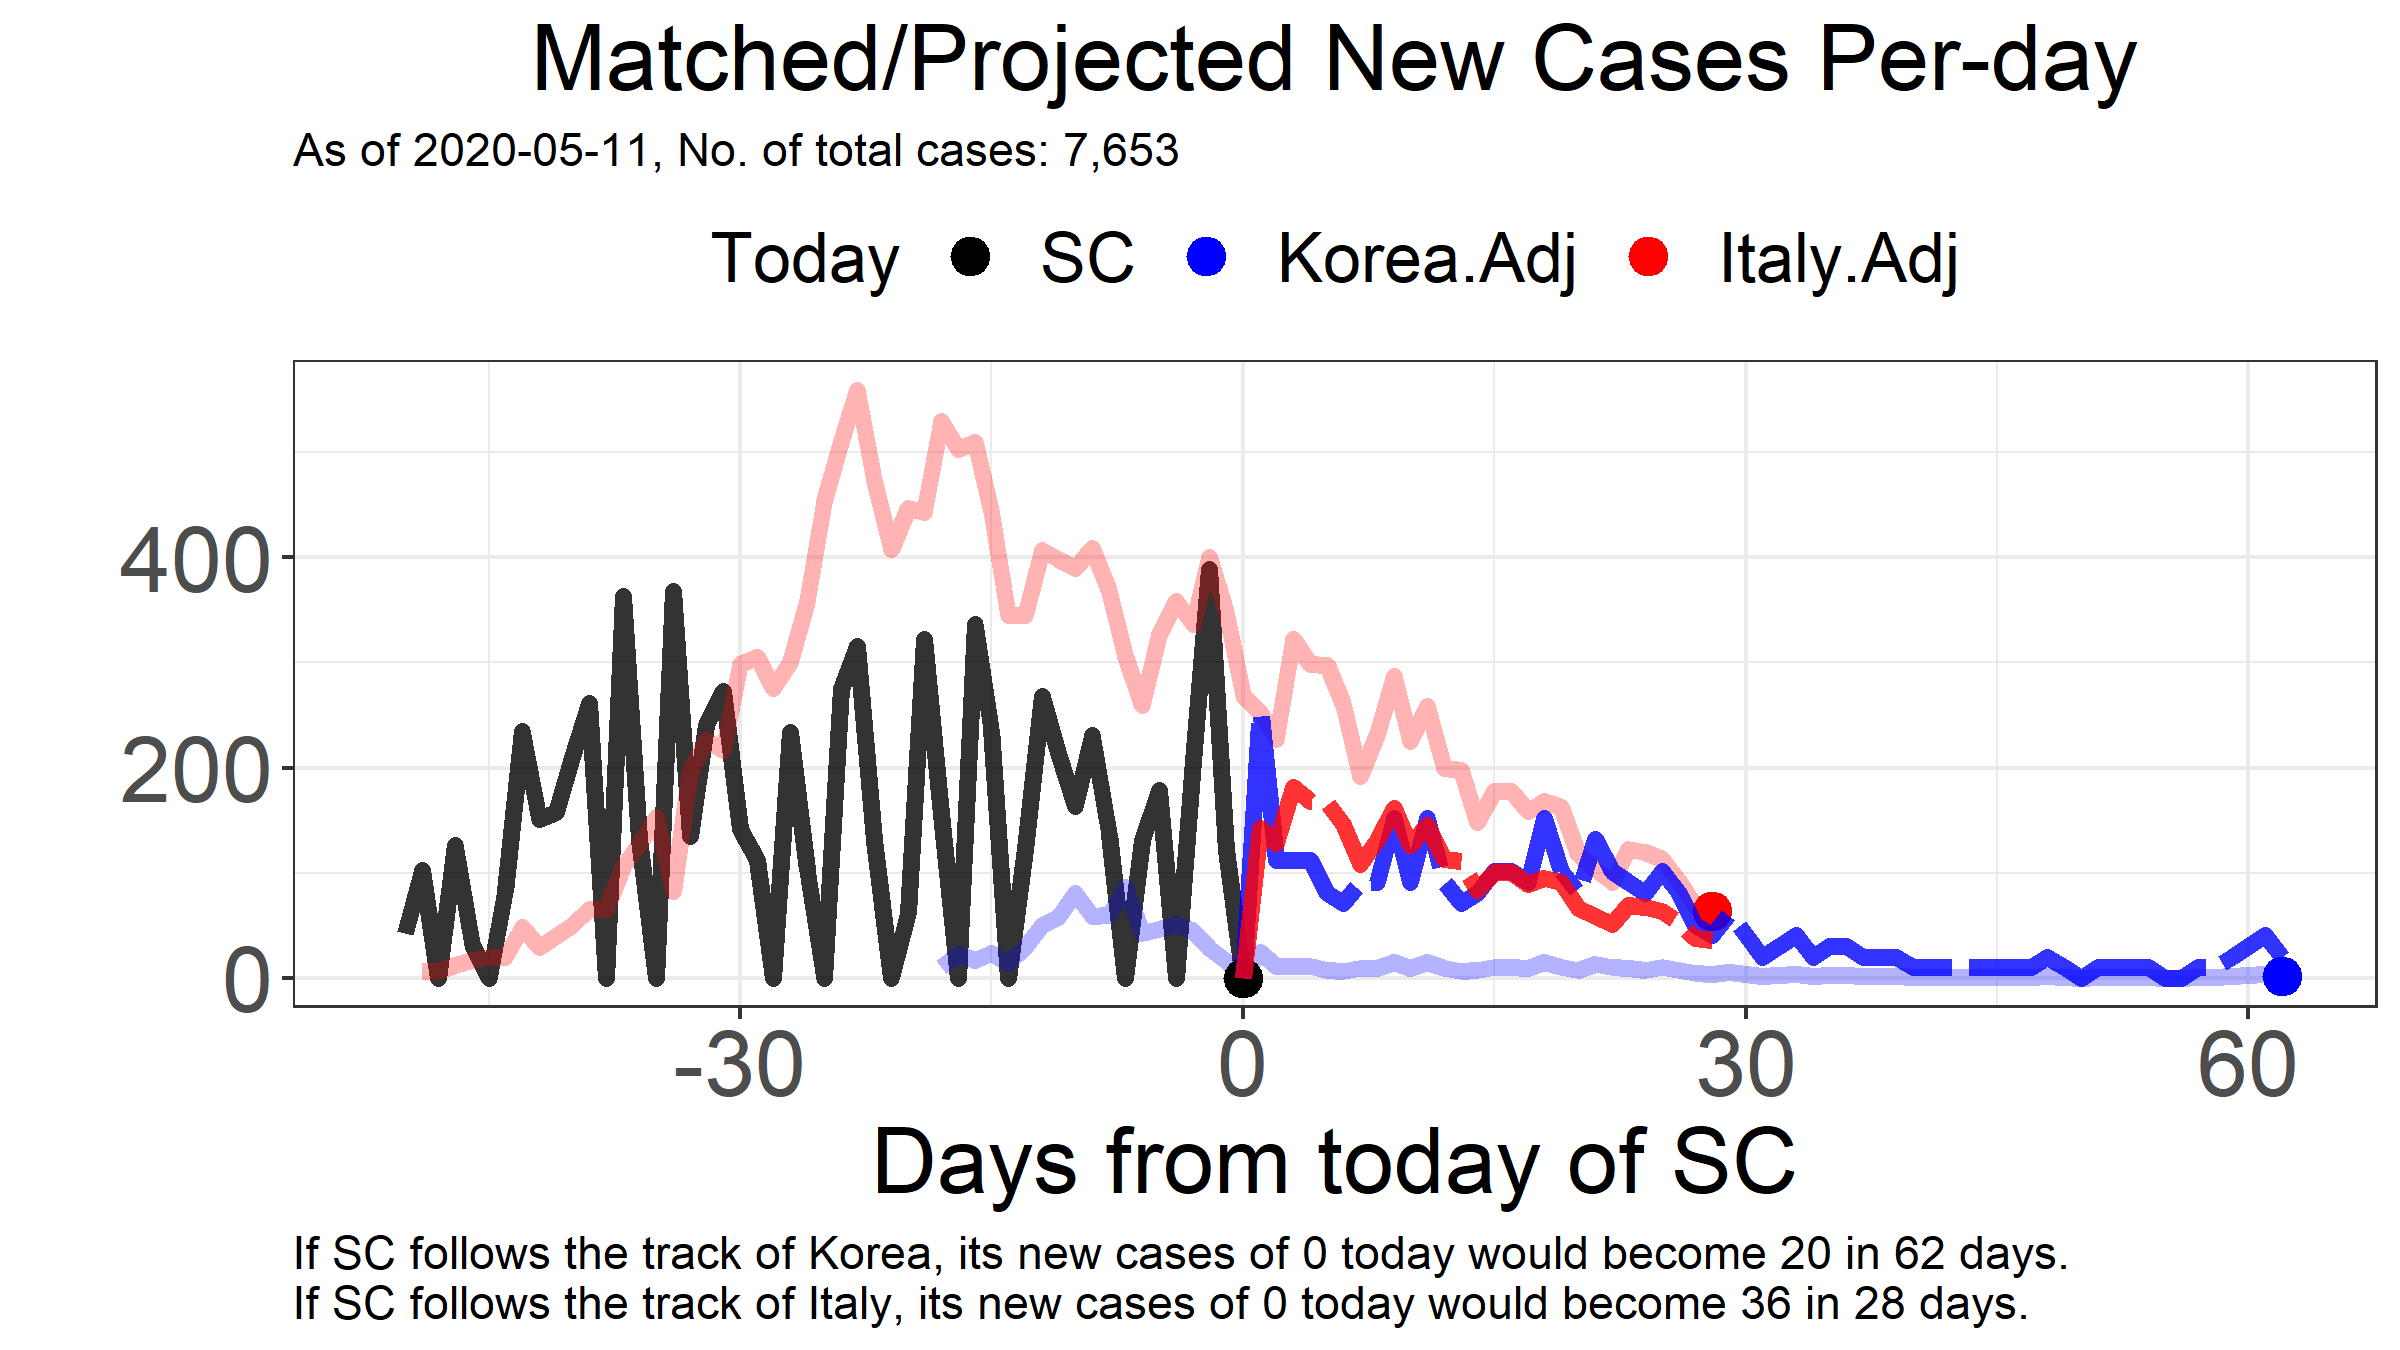 Matched/Projected New Cases Per-day
As of 2020-05-11, No. of total cases: 7,653
Today SC Korea.Adj Italy.Adj
400
200
0
-30 0 30 60
Days from today of SC
If SC follows the track of Korea, its new cases of 0 today would become 20 in 62 days.
If SC follows the track of Italy, its new cases of 0 today would become 36 in 28 days.